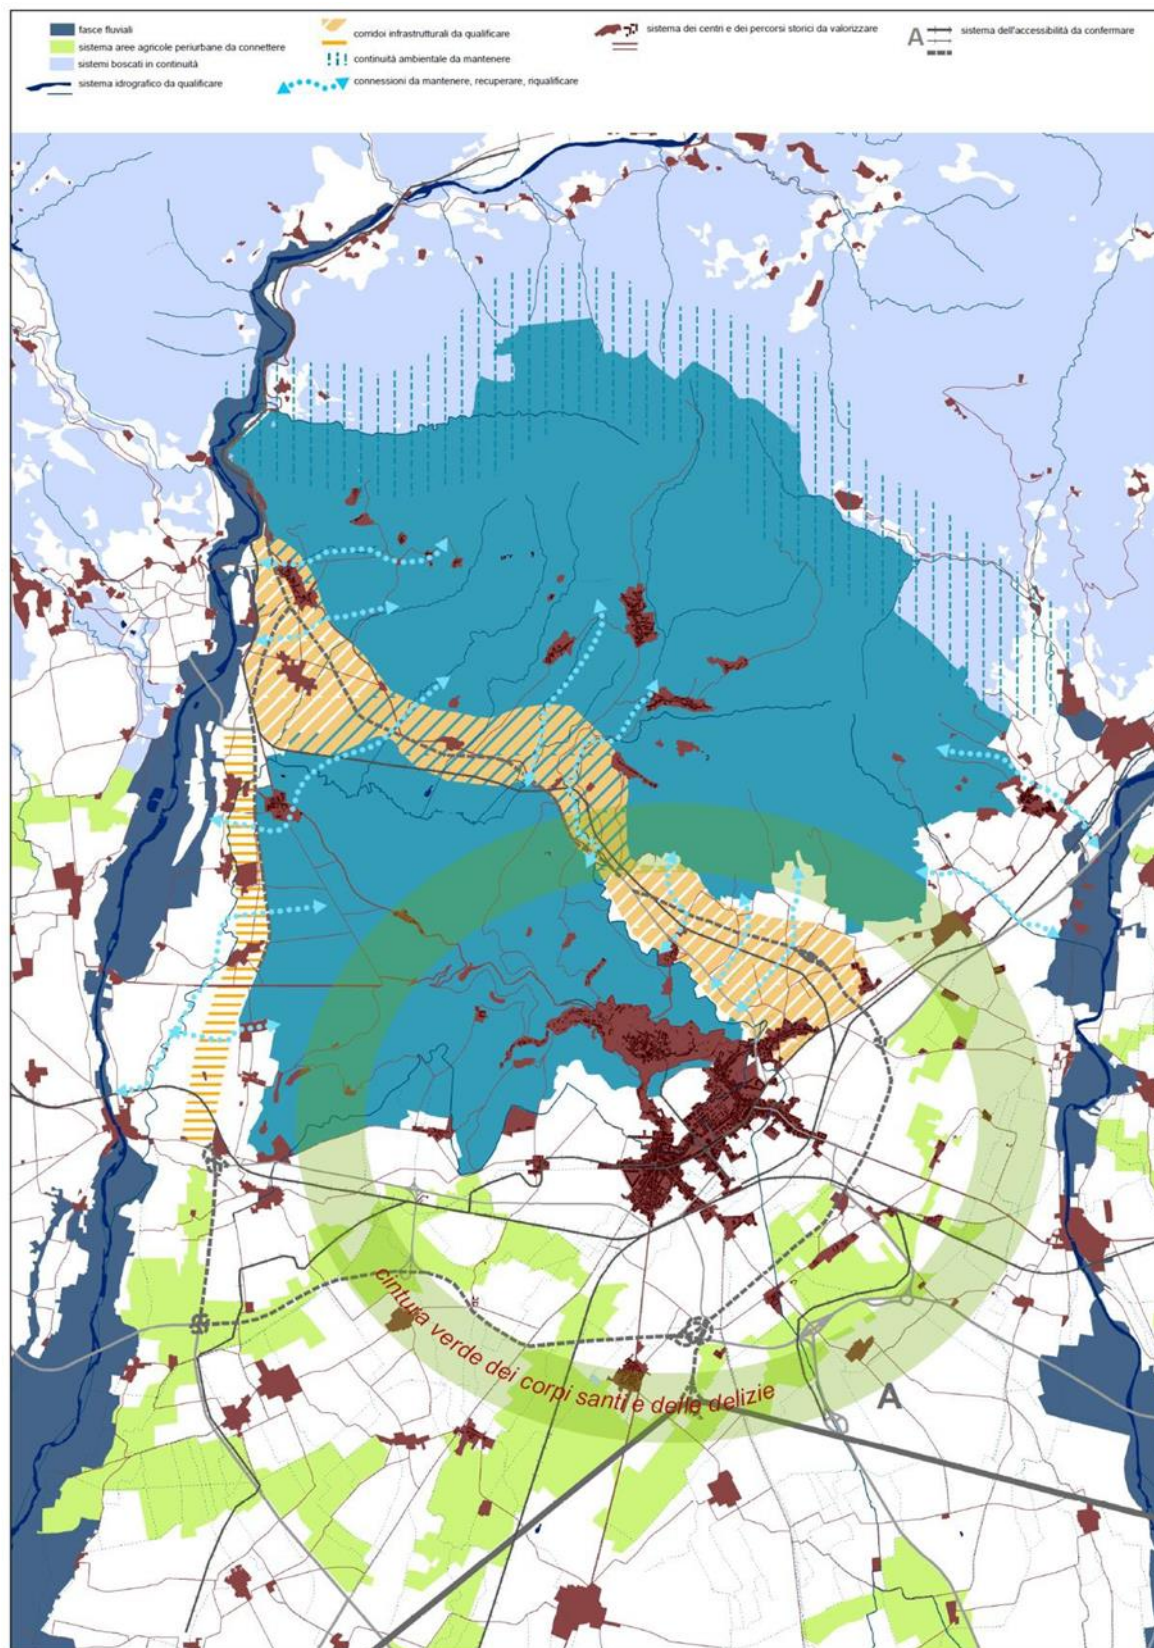 fasce fluviali
sistema aree agricole periurbane da connettere
sistemi boscati in continuità
sistema idrografico da qualificare
corridoi infrastrutturali da qualificare
continuità ambientale da mantenere
connessioni da mantenere, recuperare, riqualificare
sistema dei centri e dei percorsi storici da valorizzare
A
sistema dell'accessibilità da confermare
cintura verde dei corpi santi e delle delizie
A